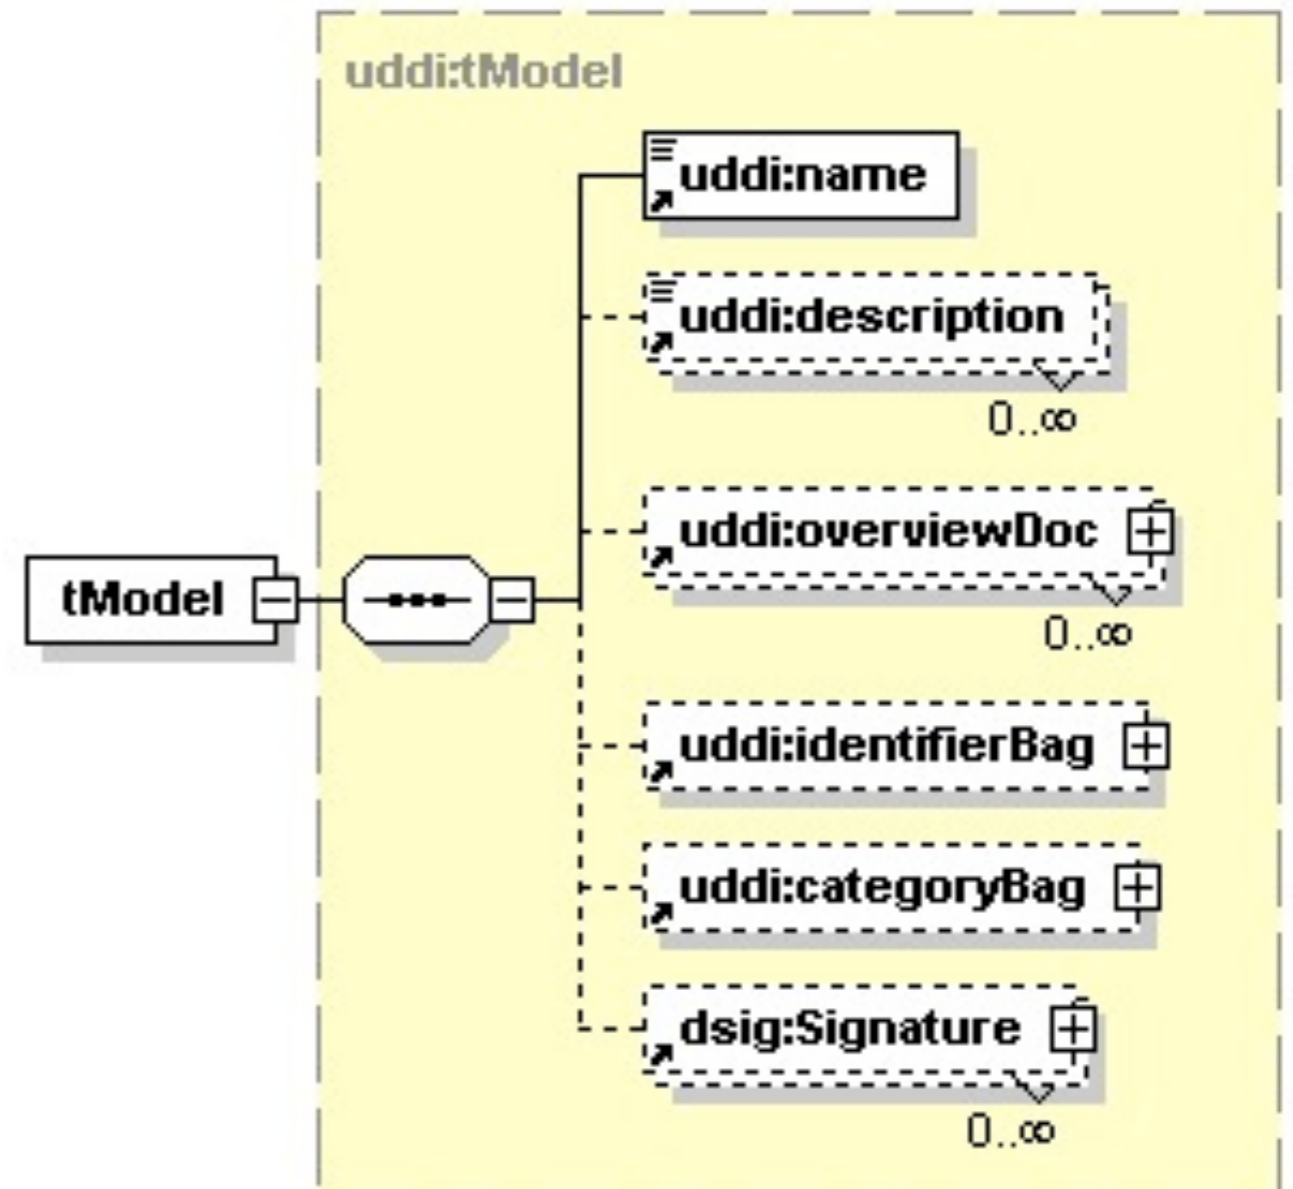 uddi:tModel
uddi:name
uddi:description
0..∞
uddi:overviewDoc
0..∞
tModel
uddi:identifierBag
uddi:categoryBag
dsig:Signature
0..∞